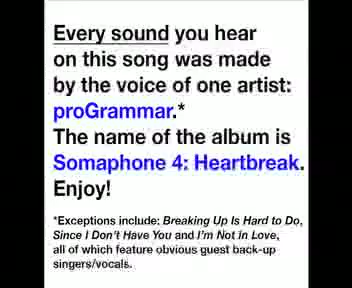 Every sound you hear
on this song was made
by the voice of one artist:
proGrammar.*
The name of the album is
Somaphone 4: Heartbreak.
Enjoy!
*Exceptions include: Breaking Up Is Hard to Do,
Since I Don't Have You and I'm Not in Love,
all of which feature obvious guest back-up
singers/vocals.